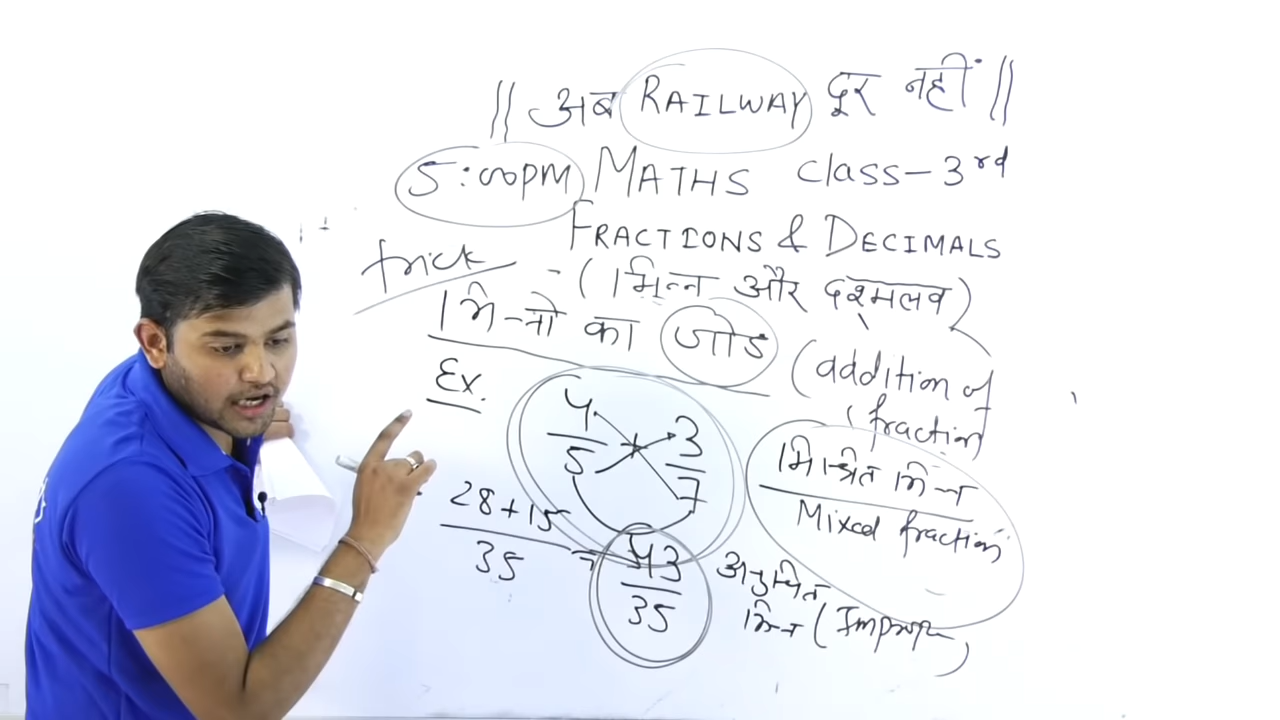 || अब RAILWAY दूर नहीं ||
5:00PM MATHS class-3rd
FRACTIONS & DECIMALS
trick
-(भिन्न और दशमलव)
भिन्नो का जोड (addition of fraction)
Ex.
4/5 + 3/7
28+15/35 = 43/35
मिश्रित भिन्न
Mixed fraction
अनुचित
भिन्न (Improper)